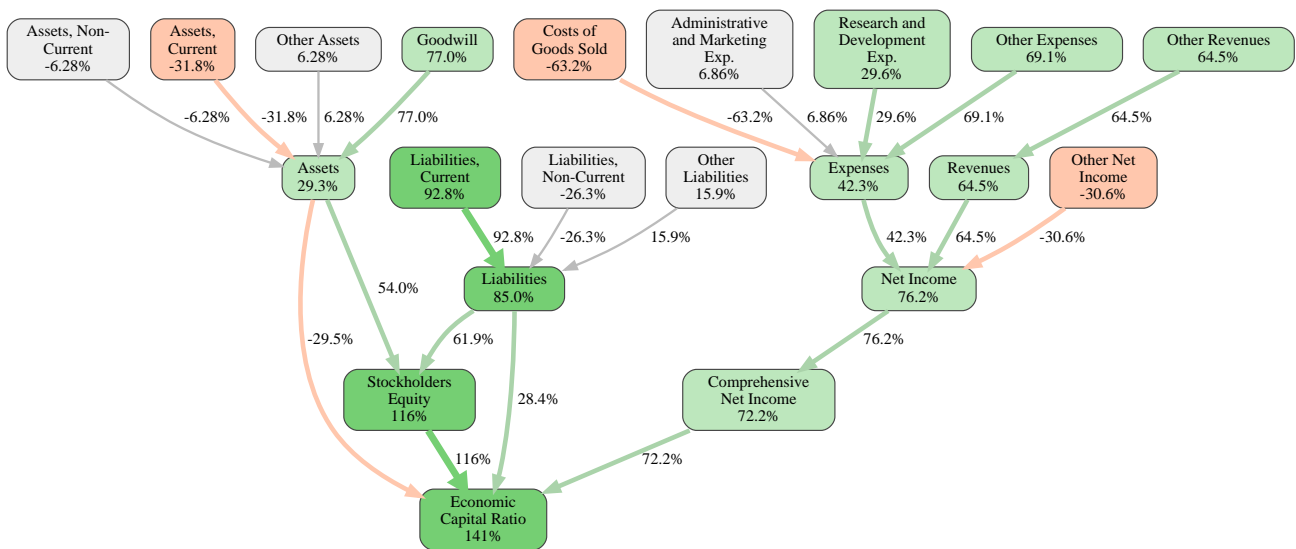 Assets, Non-
Current
-6.28%
Assets,
Current
-31.8%
Other Assets
6.28%
Goodwill
77.0%
Costs of
Goods Sold
-63.2%
Administrative
and Marketing
Exp.
6.86%
Research and
Development
Exp.
29.6%
Other Expenses
69.1%
Other Revenues
64.5%
-6.28%
-31.8%
6.28%
77.0%
-63.2%
6.86%
29.6%
69.1%
64.5%
Assets
29.3%
Liabilities,
Current
92.8%
Liabilities,
Non-Current
-26.3%
Other
Liabilities
15.9%
Expenses
42.3%
Revenues
64.5%
Other Net
Income
-30.6%
92.8%
-26.3%
15.9%
42.3%
64.5%
-30.6%
Liabilities
85.0%
Net Income
76.2%
54.0%
-29.5%
61.9%
76.2%
Stockholders
Equity
116%
28.4%
Comprehensive
Net Income
72.2%
116%
72.2%
Economic
Capital Ratio
141%